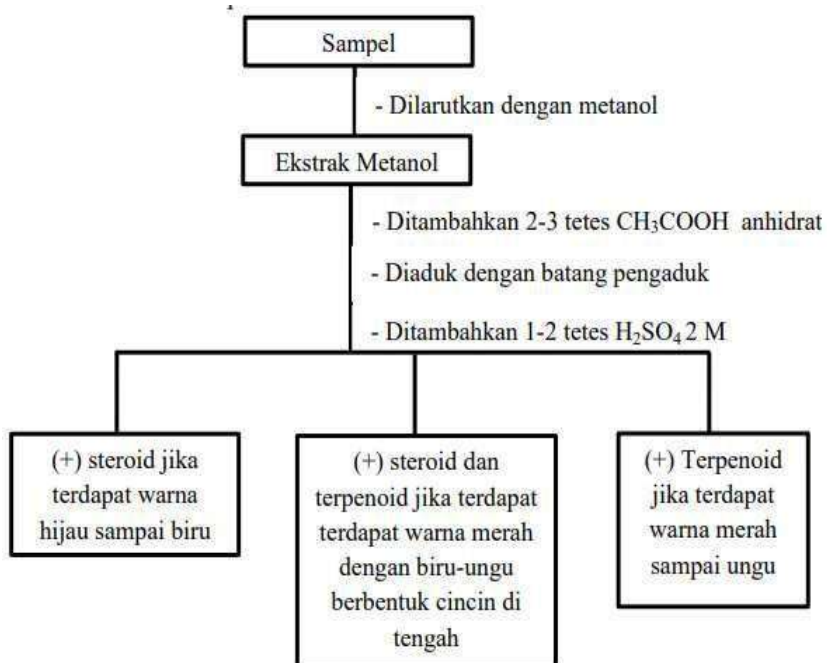 Sampel
- Dilarutkan dengan metanol
Ekstrak Metanol
- Ditambahkan 2-3 tetes CH₃COOH anhidrat
- Diaduk dengan batang pengaduk
- Ditambahkan 1-2 tetes H₂SO₄ 2 M
(+) steroid jika
terdapat warna
hijau sampai biru
(+) steroid dan
terpenoid jika terdapat
terdapat warna merah
dengan biru-ungu
berbentuk cincin di
tengah
(+) Terpenoid
jika terdapat
warna merah
sampai ungu